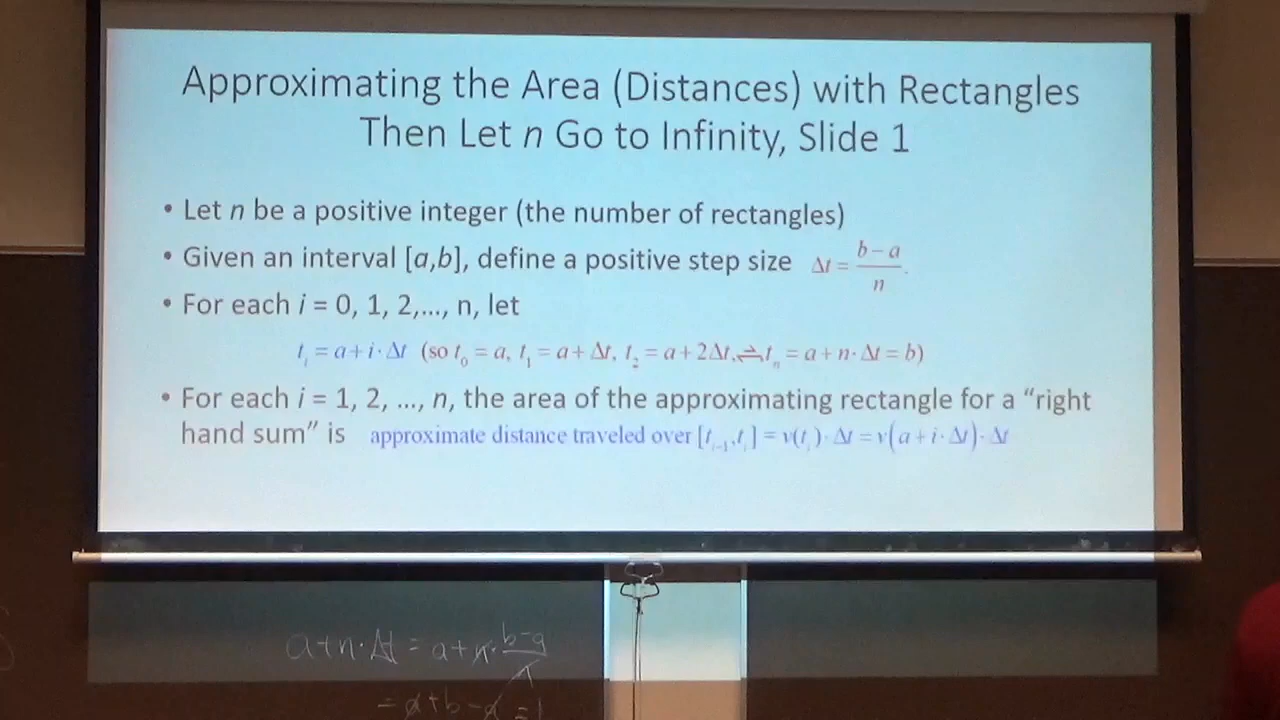 Approximating the Area (Distances) with Rectangles
Then Let n Go to Infinity, Slide 1
• Let n be a positive integer (the number of rectangles)
• Given an interval [a,b], define a positive step size Δt = (b − a)/n.
• For each i = 0, 1, 2,..., n, let
t_i = a + i · Δt (so t_0 = a, t_1 = a + Δt, t_2 = a + 2Δt,⇌ t_n = a + n · Δt = b)
• For each i = 1, 2, ..., n, the area of the approximating rectangle for a “right
hand sum” is approximate distance traveled over [t_{i−1}, t_i] = v(t_i) · Δt = v(a + i · Δt) · Δt
a+n·Δt = a+n·(b−a)/n
= a+b−a =